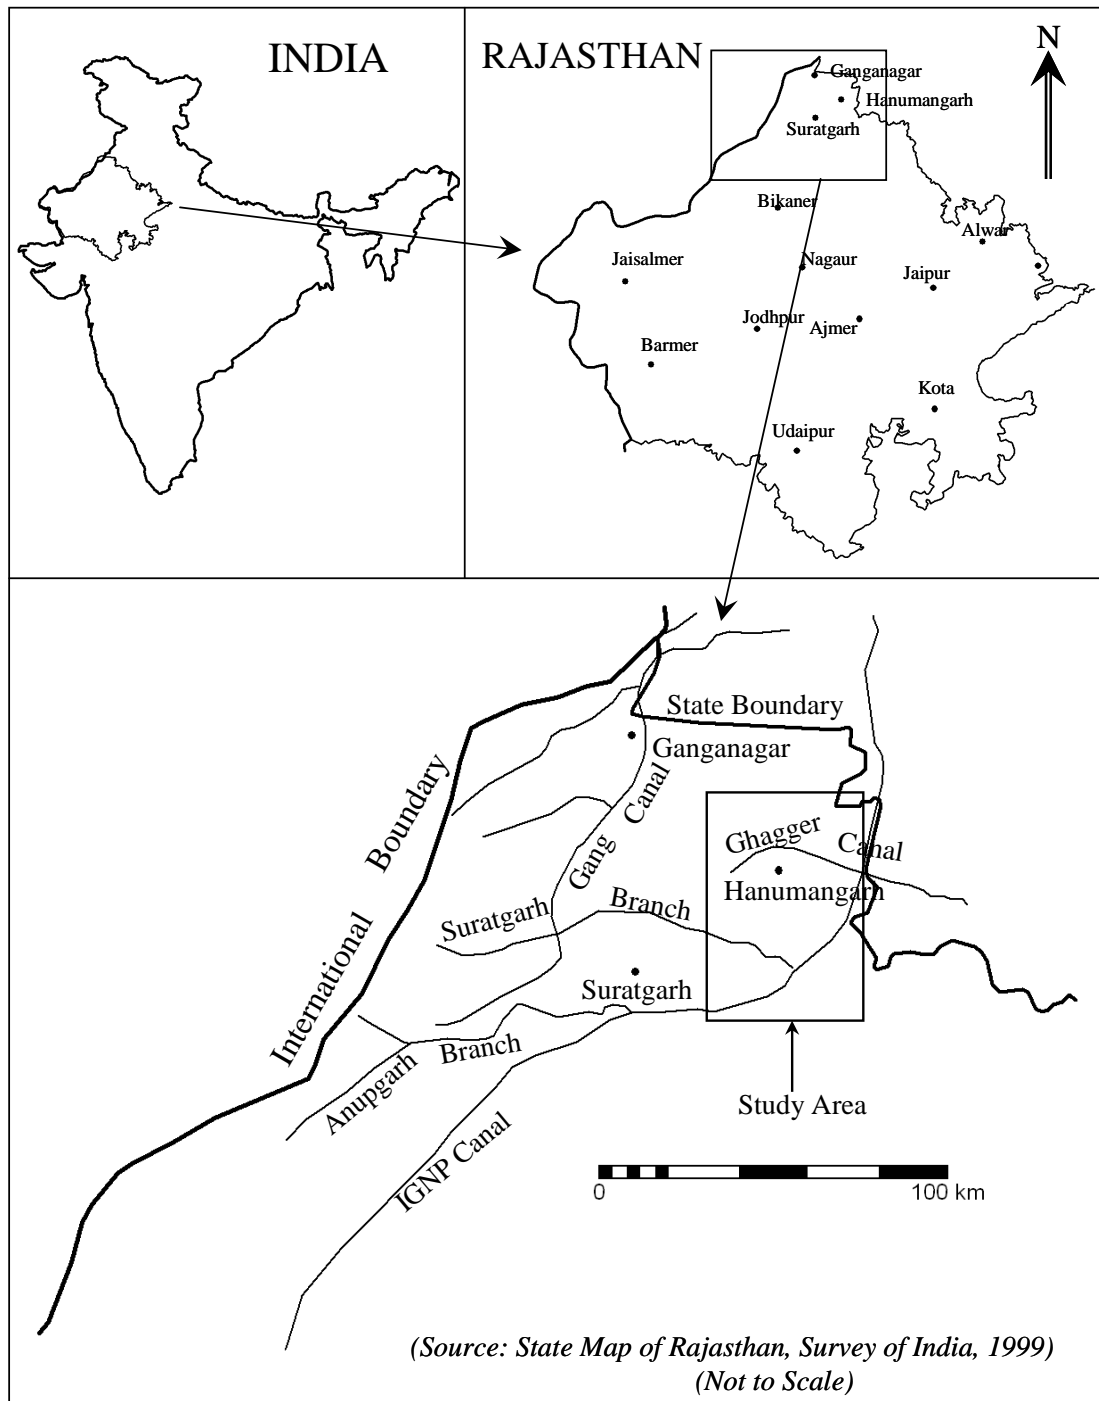 INDIA
RAJASTHAN
N
Ganganagar
Hanumangarh
Suratgarh
Bikaner
Alwar
Jaisalmer
Nagaur
Jaipur
Jodhpur
Ajmer
Barmer
Kota
Udaipur
State Boundary
Ganganagar
International Boundary
Gang Canal
Ghagger Canal
Hanumangarh
Suratgarh Branch
Suratgarh
Anupgarh Branch
Study Area
IGNP Canal
0 100 km
(Source: State Map of Rajasthan, Survey of India, 1999)
(Not to Scale)